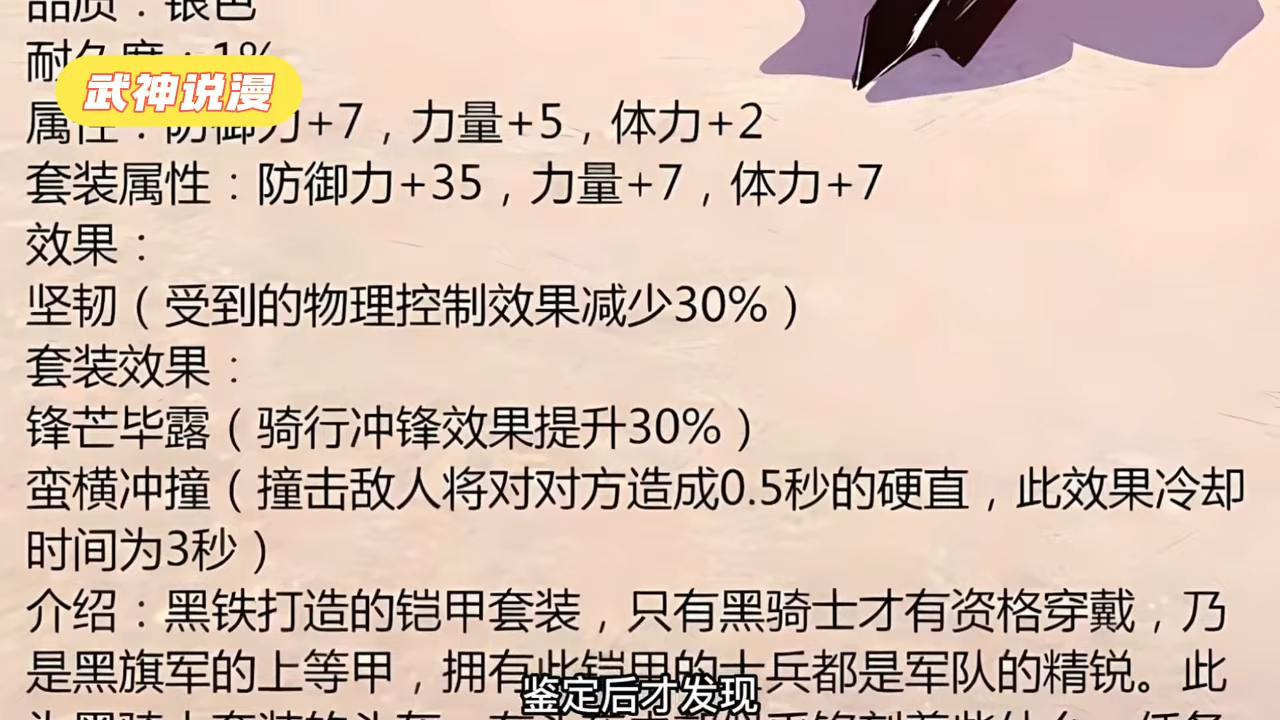 品质：银色
耐久度：1%
武神说漫
属性：防御力+7，力量+5，体力+2
套装属性：防御力+35，力量+7，体力+7
效果：
坚韧（受到的物理控制效果减少30%）
套装效果：
锋芒毕露（骑行冲锋效果提升30%）
蛮横冲撞（撞击敌人将对对方造成0.5秒的硬直，此效果冷却
时间为3秒）
介绍：黑铁打造的铠甲套装，只有黑骑士才有资格穿戴，乃
是黑旗军的上等甲，拥有些铠甲的士兵都是军队的精锐。此
鉴定后才发现